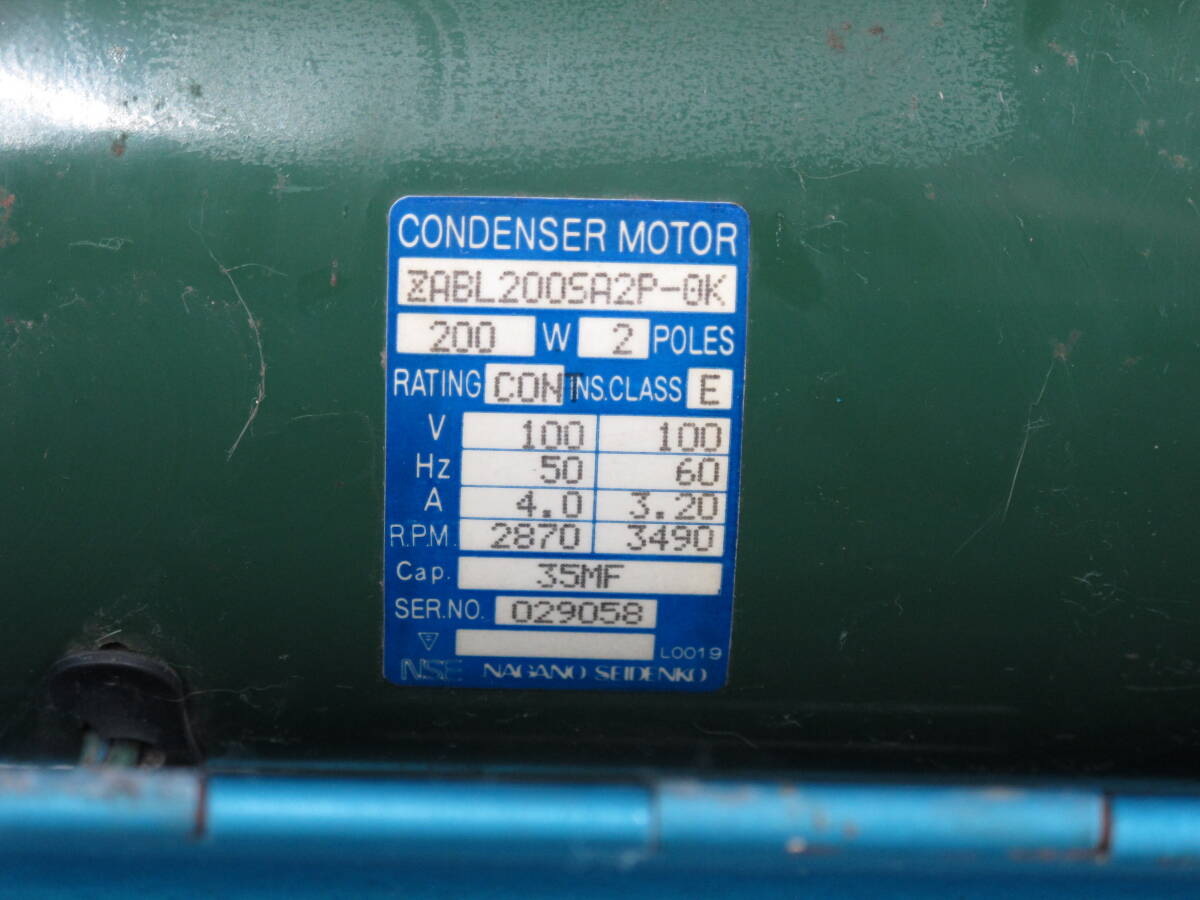 CONDENSER MOTOR
ZABL200SA2P-0K
200 W 2 POLES
RATING CONT INS.CLASS E
V 100 100
Hz 50 60
A 4.0 3.20
R.P.M. 2870 3490
Cap. 35MF
SER.NO. 029058
L0019
NSE NAGANO SEIDENKO